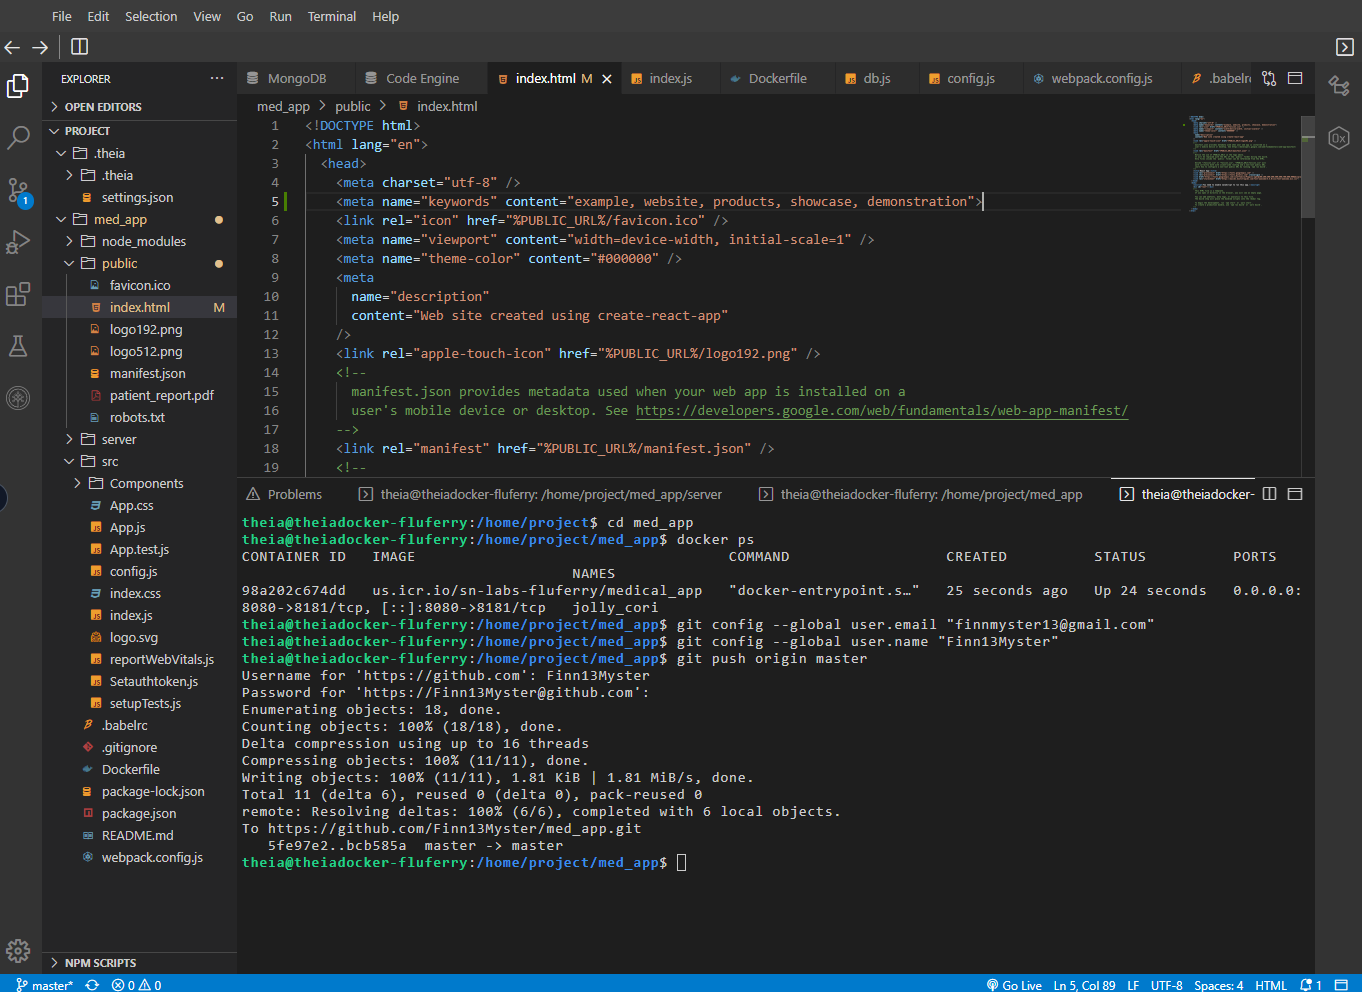 File Edit Selection View Go Run Terminal Help
EXPLORER
OPEN EDITORS
PROJECT
.theia
.theia
settings.json
med_app
node_modules
public
favicon.ico
index.html M
logo192.png
logo512.png
manifest.json
patient_report.pdf
robots.txt
server
src
Components
App.css
App.js
App.test.js
config.js
index.css
index.js
logo.svg
reportWebVitals.js
Setauthtoken.js
setupTests.js
.babelrc
.gitignore
Dockerfile
package-lock.json
package.json
README.md
webpack.config.js
NPM SCRIPTS
1
MongoDB Code Engine index.html M index.js Dockerfile db.js config.js webpack.config.js .babelrc
med_app > public > index.html
1 <!DOCTYPE html>
2 <html lang="en">
3 <head>
4 <meta charset="utf-8" />
5 <meta name="keywords" content="example, website, products, showcase, demonstration">
6 <link rel="icon" href="%PUBLIC_URL%/favicon.ico" />
7 <meta name="viewport" content="width=device-width, initial-scale=1" />
8 <meta name="theme-color" content="#000000" />
9 <meta
10 name="description"
11 content="Web site created using create-react-app"
12 />
13 <link rel="apple-touch-icon" href="%PUBLIC_URL%/logo192.png" />
14 <!--
15 manifest.json provides metadata used when your web app is installed on a
16 user's mobile device or desktop. See https://developers.google.com/web/fundamentals/web-app-manifest/
17 -->
18 <link rel="manifest" href="%PUBLIC_URL%/manifest.json" />
19 <!--
0x
Problems theia@theiadocker-fluferry: /home/project/med_app/server theia@theiadocker-fluferry: /home/project/med_app theia@theiadocker-
theia@theiadocker-fluferry:/home/project$ cd med_app
theia@theiadocker-fluferry:/home/project/med_app$ docker ps
CONTAINER ID IMAGE COMMAND CREATED STATUS PORTS
NAMES
98a202c674dd us.icr.io/sn-labs-fluferry/medical_app "docker-entrypoint.s…" 25 seconds ago Up 24 seconds 0.0.0.0:
8080->8181/tcp, [::]:8080->8181/tcp jolly_cori
theia@theiadocker-fluferry:/home/project/med_app$ git config --global user.email "finnmyster13@gmail.com"
theia@theiadocker-fluferry:/home/project/med_app$ git config --global user.name "Finn13Myster"
theia@theiadocker-fluferry:/home/project/med_app$ git push origin master
Username for 'https://github.com': Finn13Myster
Password for 'https://Finn13Myster@github.com':
Enumerating objects: 18, done.
Counting objects: 100% (18/18), done.
Delta compression using up to 16 threads
Compressing objects: 100% (11/11), done.
Writing objects: 100% (11/11), 1.81 KiB | 1.81 MiB/s, done.
Total 11 (delta 6), reused 0 (delta 0), pack-reused 0
remote: Resolving deltas: 100% (6/6), completed with 6 local objects.
To https://github.com/Finn13Myster/med_app.git
5fe97e2..bcb585a master -> master
theia@theiadocker-fluferry:/home/project/med_app$
master* 0 0 Go Live Ln 5, Col 89 LF UTF-8 Spaces: 4 HTML 1